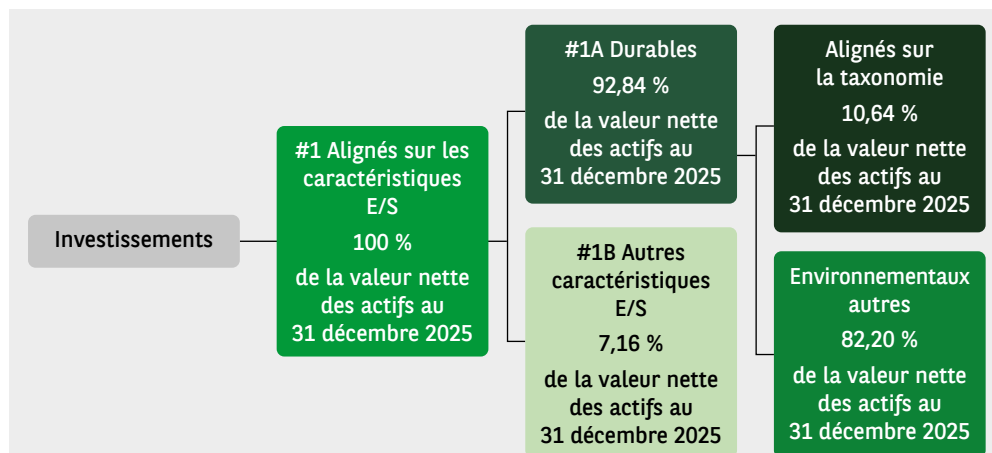 Investissements
#1 Alignés sur les
caractéristiques
E/S
100 %
de la valeur nette
des actifs au
31 décembre 2025
#1A Durables
92,84 %
de la valeur nette
des actifs au
31 décembre 2025
#1B Autres
caractéristiques
E/S
7,16 %
de la valeur nette
des actifs au
31 décembre 2025
Alignés sur
la taxonomie
10,64 %
de la valeur nette
des actifs au
31 décembre 2025
Environnementaux
autres
82,20 %
de la valeur nette
des actifs au
31 décembre 2025